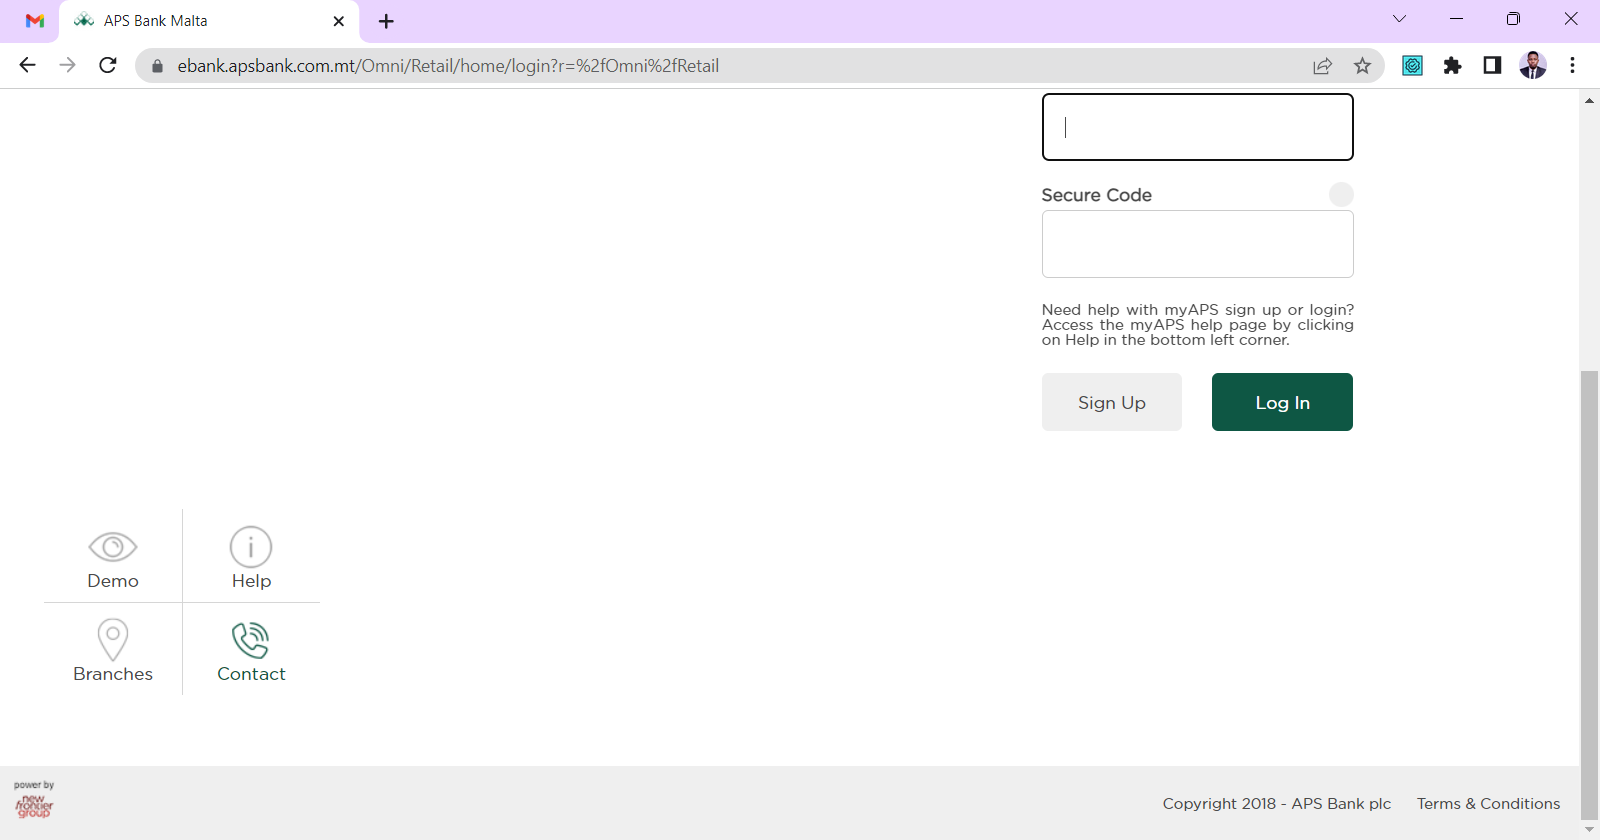 APS Bank Malta
ebank.apsbank.com.mt/Omni/Retail/home/login?r=%2fOmni%2fRetail
Secure Code
Need help with myAPS sign up or login?
Access the myAPS help page by clicking
on Help in the bottom left corner.
Sign Up
Log In
Demo
Help
Branches
Contact
power by
new
frontier
group
Copyright 2018 - APS Bank plc
Terms & Conditions